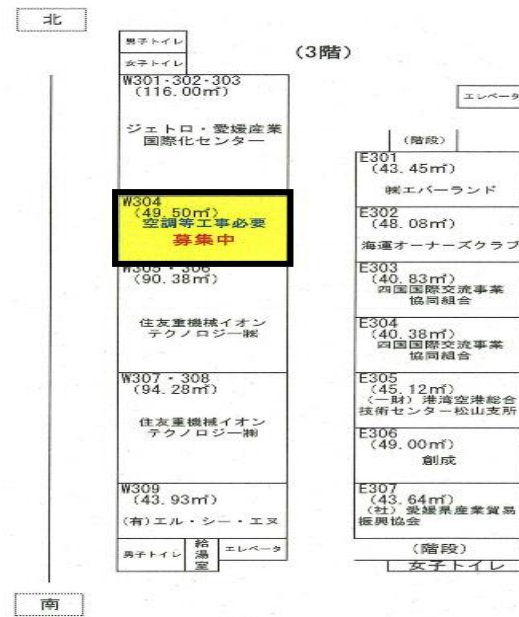 北
男子トイレ
女子トイレ
(3階)
W301・302・303
(116.00㎡)
ジェトロ・愛媛産業
国際化センター
W304
(49.50㎡)
空調等工事必要
募集中
W305・306
(90.38㎡)
住友重機械イオン
テクノロジー㈱
W307・308
(94.28㎡)
住友重機械イオン
テクノロジー㈱
W309
(43.93㎡)
(有)エル・シー・エヌ
男子トイレ
給
湯
室
エレベータ
エレベータ
(階段)
E301
(43.45㎡)
㈱エバーランド
E302
(48.08㎡)
海運オーナーズクラブ
E303
(40.83㎡)
四国国際交流事業
協同組合
E304
(40.38㎡)
四国国際交流事業
協同組合
E305
(45.12㎡)
(一財)港湾空港総合
技術センター松山支所
E306
(49.00㎡)
創成
E307
(43.64㎡)
(社)愛媛県産業貿易
振興協会
(階段)
女子トイレ
南